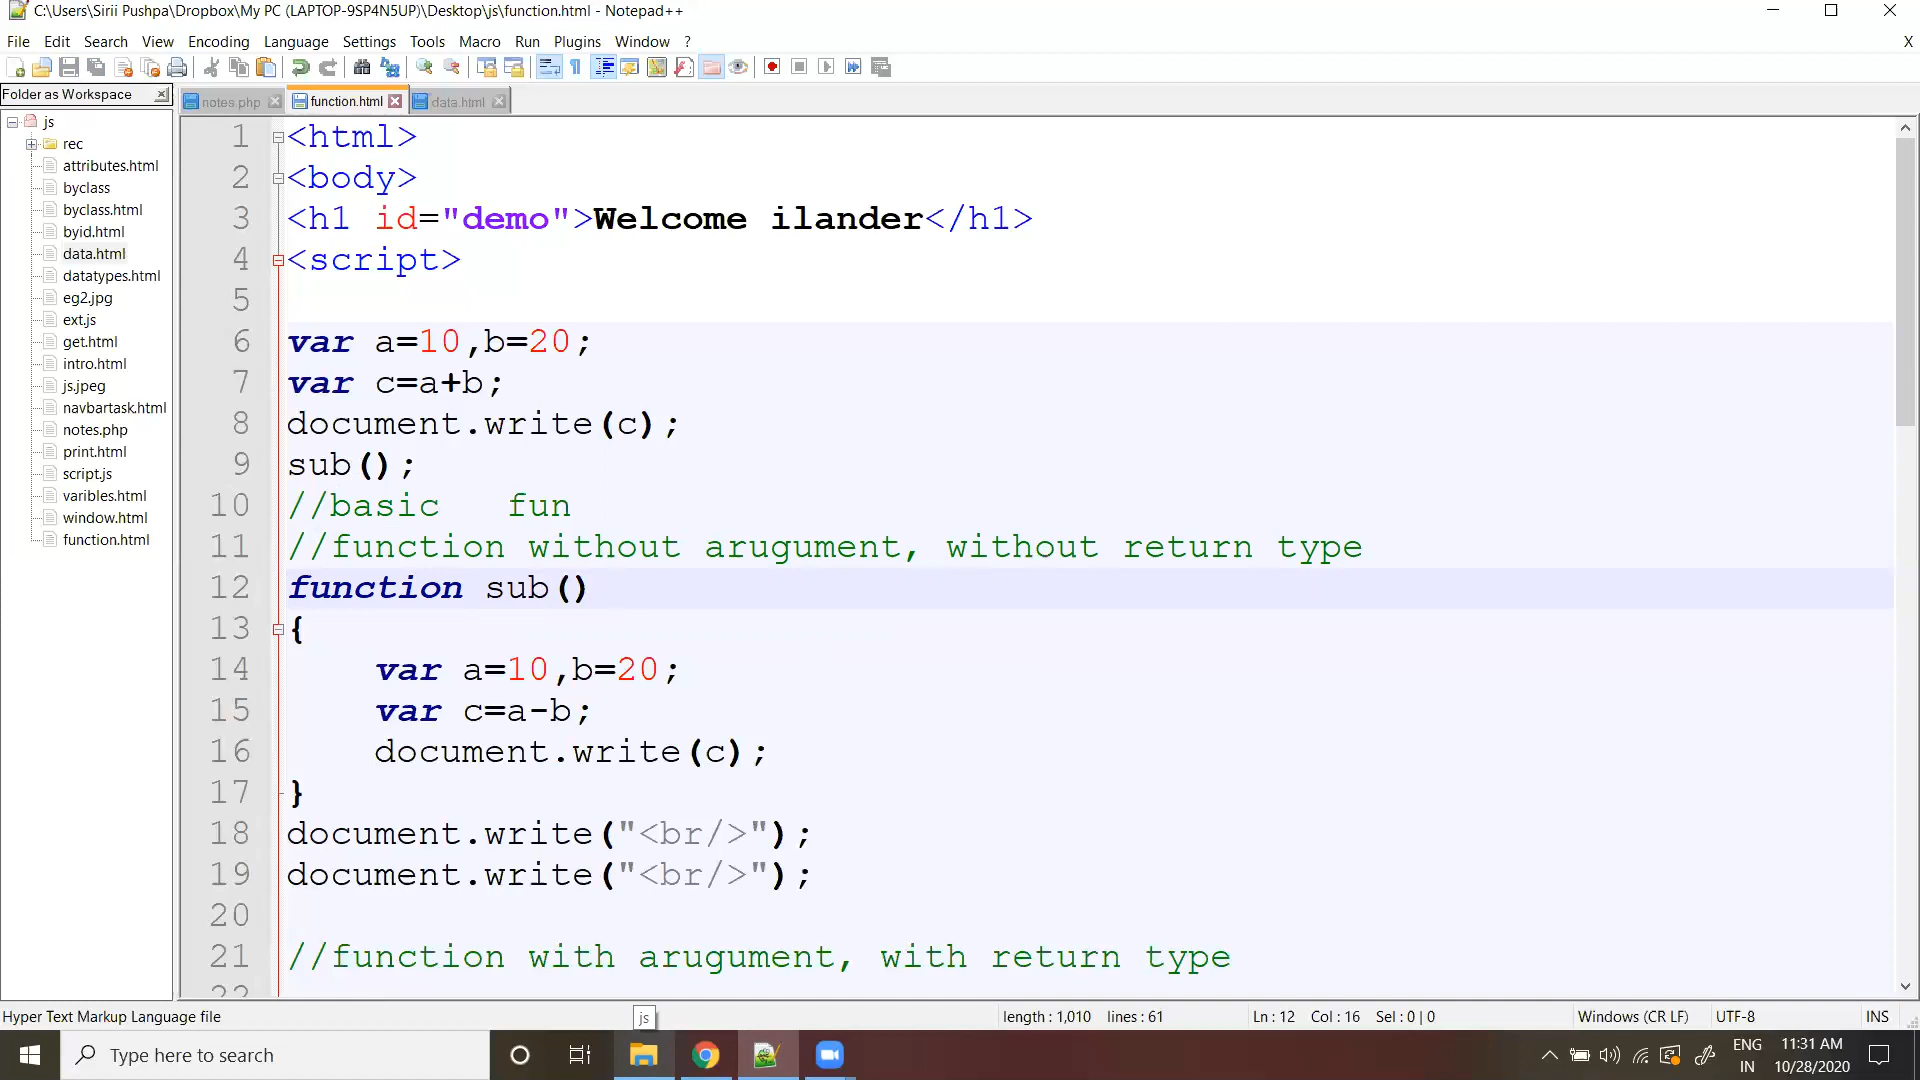 C:\Users\Sirii Pushpa\Dropbox\My PC (LAPTOP-9SP4N5UP)\Desktop\js\function.html - Notepad++
File Edit Search View Encoding Language Settings Tools Macro Run Plugins Window ? X
Folder as Workspace
notes.php function.html data.html
js
rec
attributes.html
byclass
byclass.html
byid.html
data.html
datatypes.html
eg2.jpg
ext.js
get.html
intro.html
js.jpeg
navbartask.html
notes.php
print.html
script.js
varibles.html
window.html
function.html
1 <html>
2 <body>
3 <h1 id="demo">Welcome ilander</h1>
4 <script>
5
6 var a=10,b=20;
7 var c=a+b;
8 document.write(c);
9 sub();
10 //basic   fun
11 //function without arugument, without return type
12 function sub()
13 {
14     var a=10,b=20;
15     var c=a-b;
16     document.write(c);
17 }
18 document.write("<br/>");
19 document.write("<br/>");
20
21 //function with arugument, with return type
22
Hyper Text Markup Language file js length : 1,010 lines : 61 Ln : 12 Col : 16 Sel : 0 | 0 Windows (CR LF) UTF-8 INS
Type here to search
ENG
IN
11:31 AM
10/28/2020